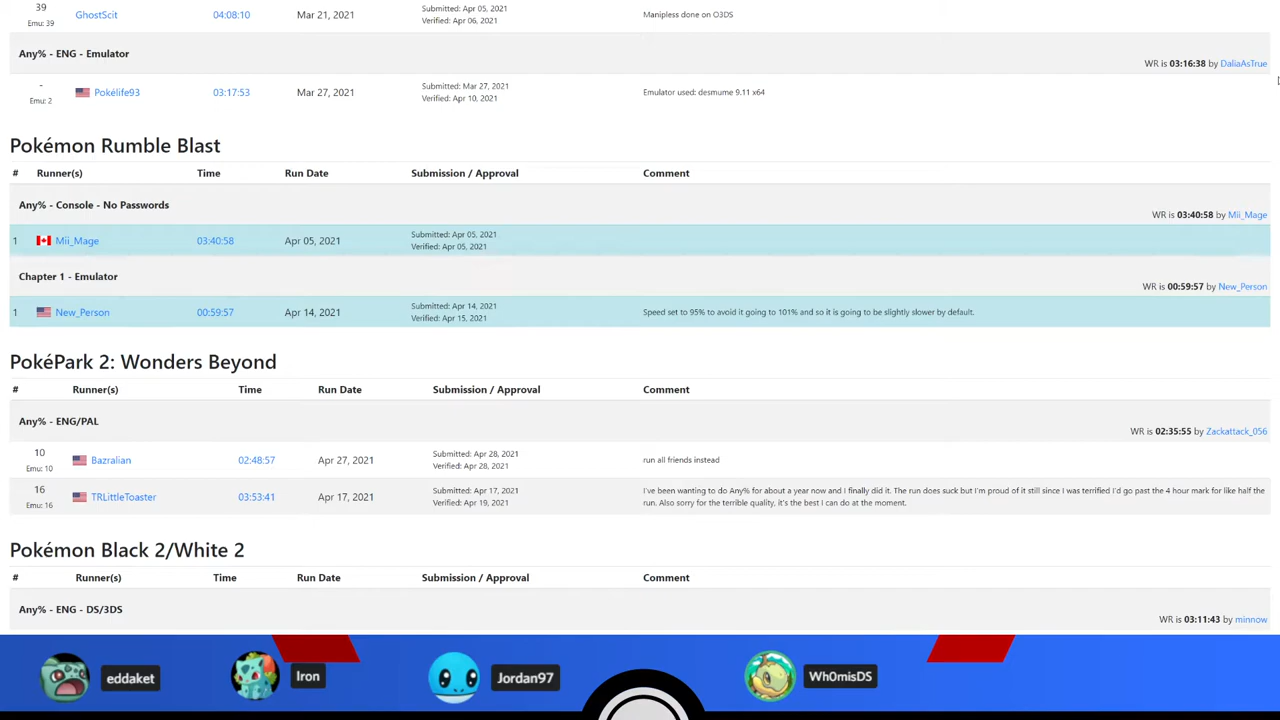 39
Emu: 39
GhostScit
04:08:10
Mar 21, 2021
Submitted: Apr 05, 2021
Verified: Apr 06, 2021
Manipless done on O3DS
Any% - ENG - Emulator
WR is 03:16:38 by DaliaAsTrue
-
Emu: 2
Pokélife93
03:17:53
Mar 27, 2021
Submitted: Mar 27, 2021
Verified: Apr 10, 2021
Emulator used: desmume 9.11 x64
Pokémon Rumble Blast
# Runner(s) Time Run Date Submission / Approval Comment
Any% - Console - No Passwords
WR is 03:40:58 by Mii_Mage
1 Mii_Mage 03:40:58 Apr 05, 2021
Submitted: Apr 05, 2021
Verified: Apr 05, 2021
Chapter 1 - Emulator
WR is 00:59:57 by New_Person
1 New_Person 00:59:57 Apr 14, 2021
Submitted: Apr 14, 2021
Verified: Apr 15, 2021
Speed set to 95% to avoid it going to 101% and so it is going to be slightly slower by default.
PokéPark 2: Wonders Beyond
# Runner(s) Time Run Date Submission / Approval Comment
Any% - ENG/PAL
WR is 02:35:55 by Zackattack_056
10
Emu: 10
Bazralian
02:48:57
Apr 27, 2021
Submitted: Apr 28, 2021
Verified: Apr 28, 2021
run all friends instead
16
Emu: 16
TRLittleToaster
03:53:41
Apr 17, 2021
Submitted: Apr 17, 2021
Verified: Apr 19, 2021
I've been wanting to do Any% for about a year now and I finally did it. The run does suck but I'm proud of it still since I was terrified I'd go past the 4 hour mark for like half the
run. Also sorry for the terrible quality, it's the best I can do at the moment.
Pokémon Black 2/White 2
# Runner(s) Time Run Date Submission / Approval Comment
Any% - ENG - DS/3DS
WR is 03:11:43 by minnow
eddaket Iron Jordan97 Wh0misDS